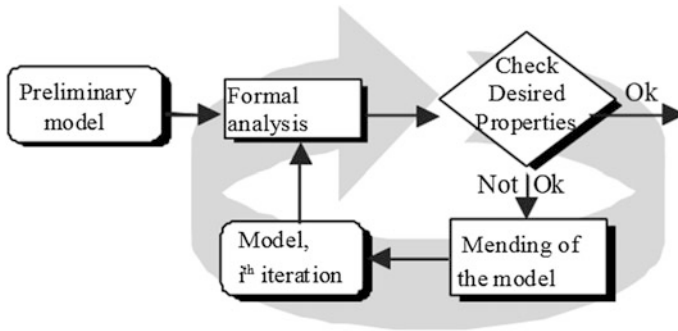 Preliminary
model
Formal
analysis
Check
Desired
Properties
Ok
Not Ok
Mending of
the model
Model,
iᵗʰ iteration